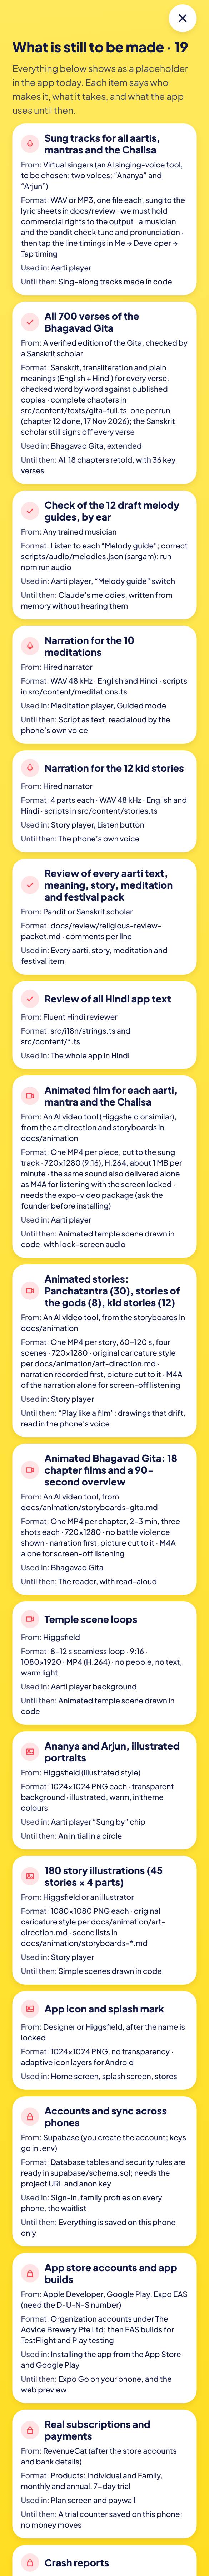 What is still to be made · 19
Everything below shows as a placeholder
in the app today. Each item says who
makes it, what it takes, and what the app
uses until then.
Sung tracks for all aartis,
mantras and the Chalisa
From: Virtual singers (an AI singing-voice tool,
to be chosen; two voices: “Ananya” and
“Arjun”)
Format: WAV or MP3, one file each, sung to the
lyric sheets in docs/review · we must hold
commercial rights to the output · a musician
and the pandit check tune and pronunciation ·
then tap the line timings in Me → Developer →
Tap timing
Used in: Aarti player
Until then: Sing-along tracks made in code
All 700 verses of the
Bhagavad Gita
From: A verified edition of the Gita, checked by
a Sanskrit scholar
Format: Sanskrit, transliteration and plain
meanings (English + Hindi) for every verse,
checked word by word against published
copies · complete chapters in
src/content/texts/gita-full.ts, one per run
(chapter 12 done, 17 Nov 2026); the Sanskrit
scholar still signs off every verse
Used in: Bhagavad Gita, extended
Until then: All 18 chapters retold, with 36 key
verses
Check of the 12 draft melody
guides, by ear
From: Any trained musician
Format: Listen to each “Melody guide”; correct
scripts/audio/melodies.json (sargam); run
npm run audio
Used in: Aarti player, “Melody guide” switch
Until then: Claude’s melodies, written from
memory without hearing them
Narration for the 10
meditations
From: Hired narrator
Format: WAV 48 kHz · English and Hindi · scripts
in src/content/meditations.ts
Used in: Meditation player, Guided mode
Until then: Script as text, read aloud by the
phone’s own voice
Narration for the 12 kid stories
From: Hired narrator
Format: 4 parts each · WAV 48 kHz · English and
Hindi · scripts in src/content/stories.ts
Used in: Story player, Listen button
Until then: The phone’s own voice
Review of every aarti text,
meaning, story, meditation
and festival pack
From: Pandit or Sanskrit scholar
Format: docs/review/religious-review-
packet.md · comments per line
Used in: Every aarti, story, meditation and
festival item
Review of all Hindi app text
From: Fluent Hindi reviewer
Format: src/i18n/strings.ts and
src/content/*.ts
Used in: The whole app in Hindi
Animated film for each aarti,
mantra and the Chalisa
From: An AI video tool (Higgsfield or similar),
from the art direction and storyboards in
docs/animation
Format: One MP4 per piece, cut to the sung
track · 720×1280 (9:16), H.264, about 1 MB per
minute · the same sound also delivered alone
as M4A for listening with the screen locked ·
needs the expo-video package (ask the
founder before installing)
Used in: Aarti player
Until then: Animated temple scene drawn in
code, with lock-screen audio
Animated stories:
Panchatantra (30), stories of
the gods (8), kid stories (12)
From: An AI video tool, from the storyboards in
docs/animation
Format: One MP4 per story, 60–120 s, four
scenes · 720×1280 · original caricature style
per docs/animation/art-direction.md ·
narration recorded first, picture cut to it · M4A
of the narration alone for screen-off listening
Used in: Story player
Until then: “Play like a film”: drawings that drift,
read in the phone’s voice
Animated Bhagavad Gita: 18
chapter films and a 90-
second overview
From: An AI video tool, from
docs/animation/storyboards-gita.md
Format: One MP4 per chapter, 2–3 min, three
shots each · 720×1280 · no battle violence
shown · narration first, picture cut to it · M4A
alone for screen-off listening
Used in: Bhagavad Gita
Until then: The reader, with read-aloud
Temple scene loops
From: Higgsfield
Format: 8–12 s seamless loop · 9:16 ·
1080×1920 · MP4 (H.264) · no people, no text,
warm light
Used in: Aarti player background
Until then: Animated temple scene drawn in
code
Ananya and Arjun, illustrated
portraits
From: Higgsfield (illustrated style)
Format: 1024×1024 PNG each · transparent
background · illustrated, warm, in theme
colours
Used in: Aarti player “Sung by” chip
Until then: An initial in a circle
180 story illustrations (45
stories × 4 parts)
From: Higgsfield or an illustrator
Format: 1080×1080 PNG each · original
caricature style per docs/animation/art-
direction.md · scene lists in
docs/animation/storyboards-*.md
Used in: Story player
Until then: Simple scenes drawn in code
App icon and splash mark
From: Designer or Higgsfield, after the name is
locked
Format: 1024×1024 PNG, no transparency ·
adaptive icon layers for Android
Used in: Home screen, splash screen, stores
Accounts and sync across
phones
From: Supabase (you create the account; keys
go in .env)
Format: Database tables and security rules are
ready in supabase/schema.sql; needs the
project URL and anon key
Used in: Sign-in, family profiles on every
phone, the waitlist
Until then: Everything is saved on this phone
only
App store accounts and app
builds
From: Apple Developer, Google Play, Expo EAS
(need the D-U-N-S number)
Format: Organization accounts under The
Advice Brewery Pte Ltd; then EAS builds for
TestFlight and Play testing
Used in: Installing the app from the App Store
and Google Play
Until then: Expo Go on your phone, and the
web preview
Real subscriptions and
payments
From: RevenueCat (after the store accounts
and bank details)
Format: Products: Individual and Family,
monthly and annual, 7-day trial
Used in: Plan screen and paywall
Until then: A trial counter saved on this phone;
no money moves
Crash reports